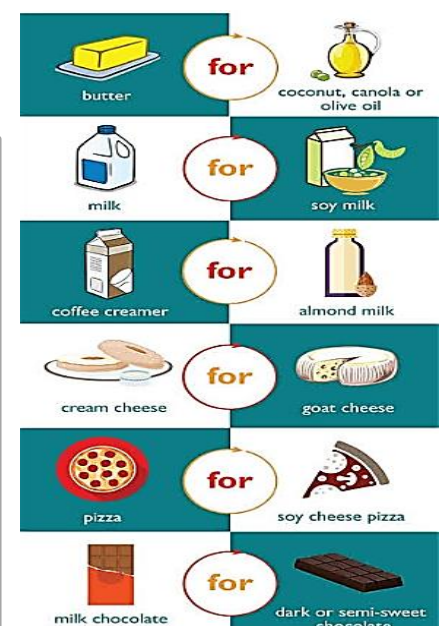 butter
for
coconut, canola or
olive oil
milk
for
soy milk
coffee creamer
for
almond milk
cream cheese
for
goat cheese
pizza
for
soy cheese pizza
milk chocolate
for
dark or semi-sweet
chocolate